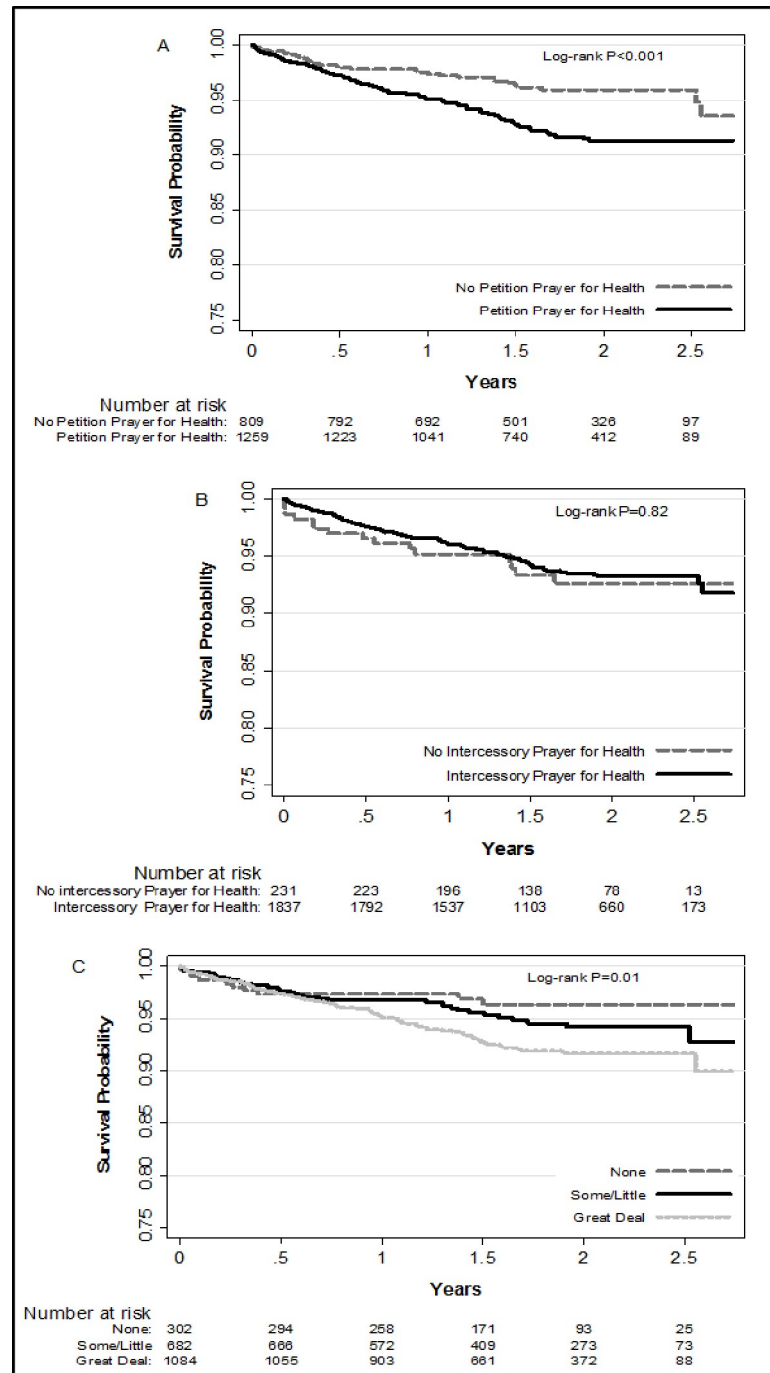 A
Log-rank P<0.001
1.00
0.95
0.90
0.85
0.80
0.75
Survival Probability
No Petition Prayer for Health
Petition Prayer for Health
0 .5 1 1.5 2 2.5
Years
Number at risk
No Petition Prayer for Health: 809 792 692 501 326 97
Petition Prayer for Health: 1259 1223 1041 740 412 89
B
Log-rank P=0.82
1.00
0.95
0.90
0.85
0.80
0.75
Survival Probability
No Intercessory Prayer for Health
Intercessory Prayer for Health
0 .5 1 1.5 2 2.5
Years
Number at risk
No intercessory Prayer for Health: 231 223 196 138 78 13
Intercessory Prayer for Health: 1837 1792 1537 1103 660 173
C
Log-rank P=0.01
1.00
0.95
0.90
0.85
0.80
0.75
Survival Probability
None
Some/Little
Great Deal
0 .5 1 1.5 2 2.5
Years
Number at risk
None: 302 294 258 171 93 25
Some/Little 682 666 572 409 273 73
Great Deal: 1084 1055 903 661 372 88